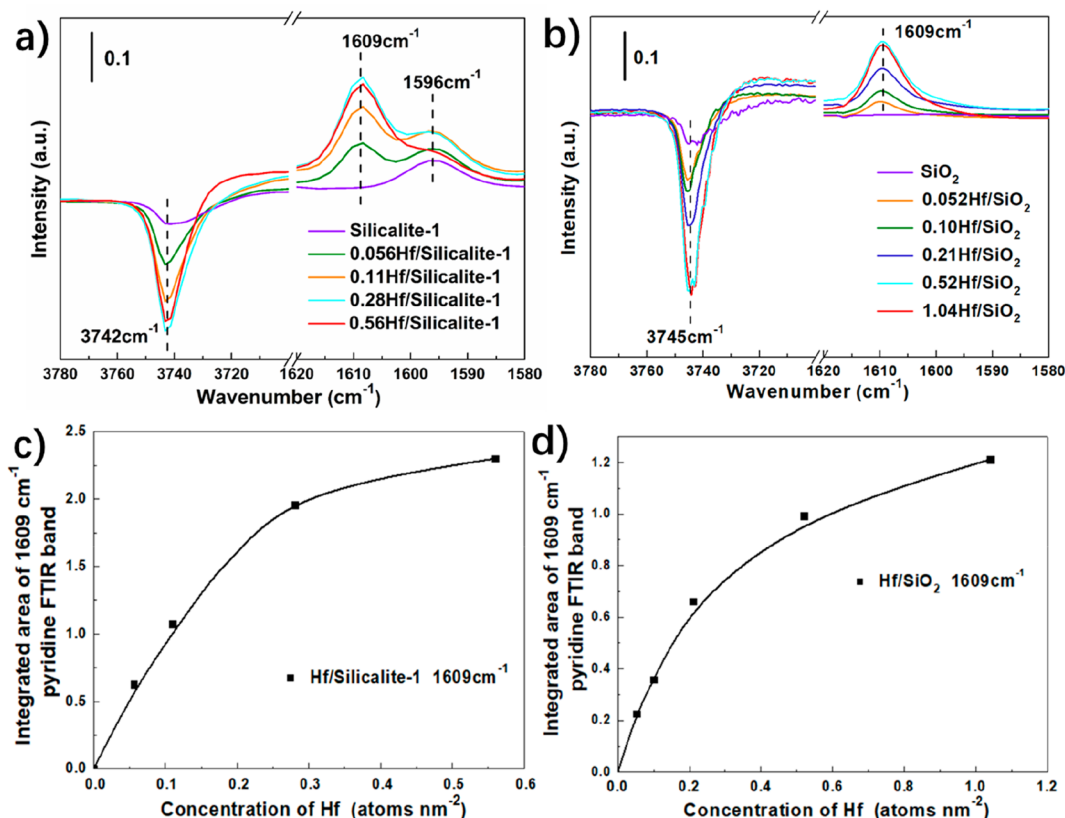 a)
0.1
1609cm⁻¹
1596cm⁻¹
Intensity (a.u.)
Silicalite-1
0.056Hf/Silicalite-1
0.11Hf/Silicalite-1
0.28Hf/Silicalite-1
0.56Hf/Silicalite-1
3742cm⁻¹
3780 3760 3740 3720 1620 1610 1600 1590 1580
Wavenumber (cm⁻¹)
b)
0.1
1609cm⁻¹
Intensity (a.u.)
SiO₂
0.052Hf/SiO₂
0.10Hf/SiO₂
0.21Hf/SiO₂
0.52Hf/SiO₂
1.04Hf/SiO₂
3745cm⁻¹
3780 3760 3740 3720 1620 1610 1600 1590 1580
Wavenumber (cm⁻¹)
c)
Integrated area of 1609 cm⁻¹
pyridine FTIR band
2.5
2.0
1.5
1.0
0.5
0.0
Hf/Silicalite-1 1609cm⁻¹
0.0 0.1 0.2 0.3 0.4 0.5 0.6
Concentration of Hf (atoms nm⁻²)
d)
Integrated area of 1609 cm⁻¹
pyridine FTIR band
1.2
1.0
0.8
0.6
0.4
0.2
0.0
Hf/SiO₂ 1609cm⁻¹
0.0 0.2 0.4 0.6 0.8 1.0 1.2
Concentration of Hf (atoms nm⁻²)